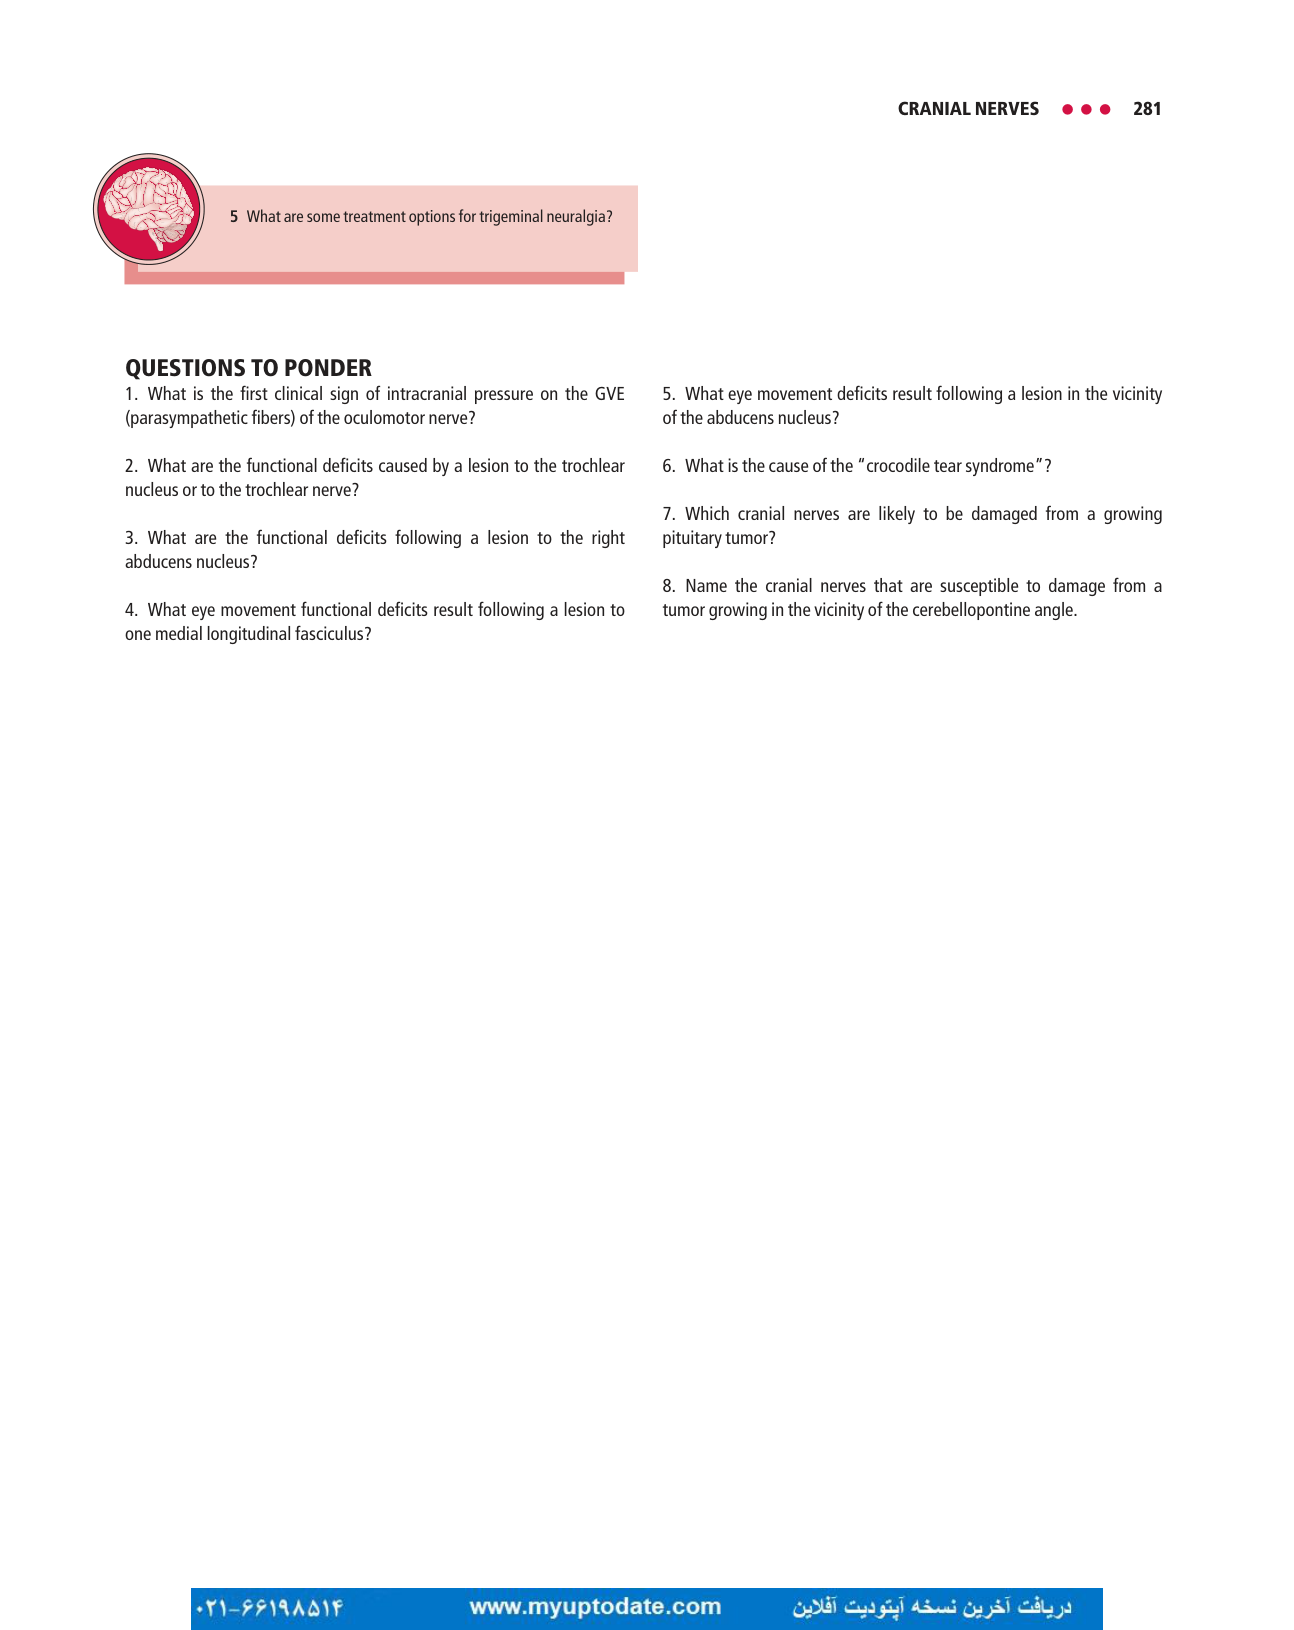 CRANIAL NERVES ● ● ● 281
5 What are some treatment options for trigeminal neuralgia?
QUESTIONS TO PONDER
1. What is the first clinical sign of intracranial pressure on the GVE
(parasympathetic fibers) of the oculomotor nerve?
2. What are the functional deficits caused by a lesion to the trochlear
nucleus or to the trochlear nerve?
3. What are the functional deficits following a lesion to the right
abducens nucleus?
4. What eye movement functional deficits result following a lesion to
one medial longitudinal fasciculus?
5. What eye movement deficits result following a lesion in the vicinity
of the abducens nucleus?
6. What is the cause of the “crocodile tear syndrome”?
7. Which cranial nerves are likely to be damaged from a growing
pituitary tumor?
8. Name the cranial nerves that are susceptible to damage from a
tumor growing in the vicinity of the cerebellopontine angle.
۰۲۱-۶۶۱۹۸۵۱۴ www.myuptodate.com دریافت آخرین نسخه آپتودیت آفلاین